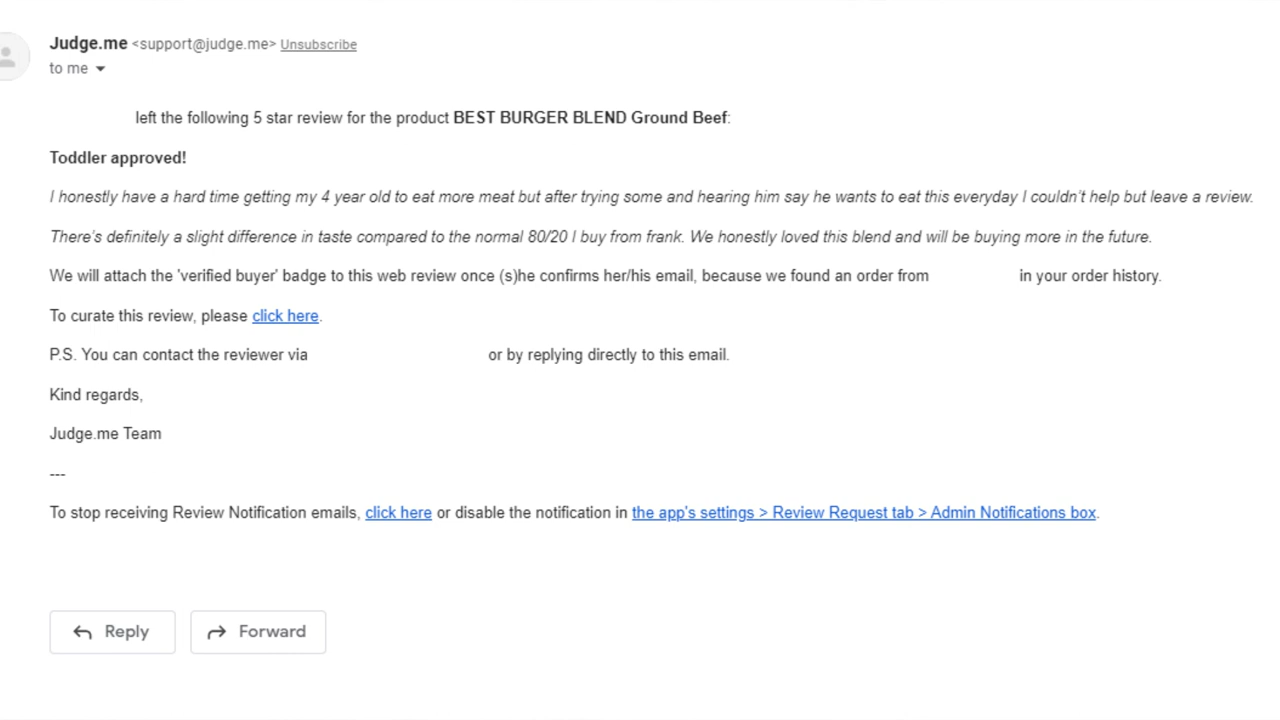 Judge.me <support@judge.me> Unsubscribe
to me
left the following 5 star review for the product BEST BURGER BLEND Ground Beef:
Toddler approved!
I honestly have a hard time getting my 4 year old to eat more meat but after trying some and hearing him say he wants to eat this everyday I couldn't help but leave a review.
There's definitely a slight difference in taste compared to the normal 80/20 I buy from frank. We honestly loved this blend and will be buying more in the future.
We will attach the 'verified buyer' badge to this web review once (s)he confirms her/his email, because we found an order from in your order history.
To curate this review, please click here.
P.S. You can contact the reviewer via or by replying directly to this email.
Kind regards,
Judge.me Team
---
To stop receiving Review Notification emails, click here or disable the notification in the app's settings > Review Request tab > Admin Notifications box.
Reply Forward